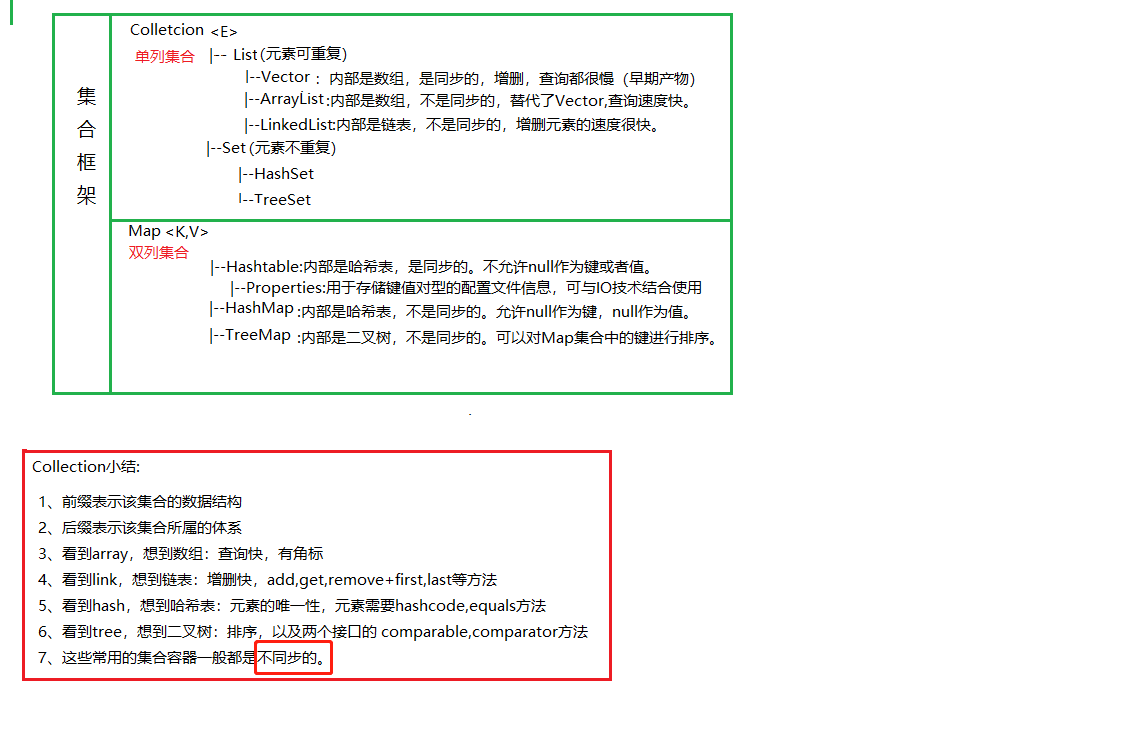 集合框架
Colletcion <E>
单列集合 |-- List (元素可重复)
|--Vector : 内部是数组，是同步的，增删，查询都很慢（早期产物）
|--ArrayList:内部是数组，不是同步的，替代了Vector,查询速度快。
|--LinkedList:内部是链表，不是同步的，增删元素的速度很快。
|--Set (元素不重复)
|--HashSet
|--TreeSet
Map <K,V>
双列集合
|--Hashtable:内部是哈希表，是同步的。不允许null作为键或者值。
|--Properties:用于存储键值对型的配置文件信息，可与IO技术结合使用
|--HashMap :内部是哈希表，不是同步的。允许null作为键，null作为值。
|--TreeMap :内部是二叉树，不是同步的。可以对Map集合中的键进行排序。
Collection小结:
1、前缀表示该集合的数据结构
2、后缀表示该集合所属的体系
3、看到array，想到数组：查询快，有角标
4、看到link，想到链表：增删快，add,get,remove+first,last等方法
5、看到hash，想到哈希表：元素的唯一性，元素需要hashcode,equals方法
6、看到tree，想到二叉树：排序，以及两个接口的 comparable,comparator方法
7、这些常用的集合容器一般都是不同步的。